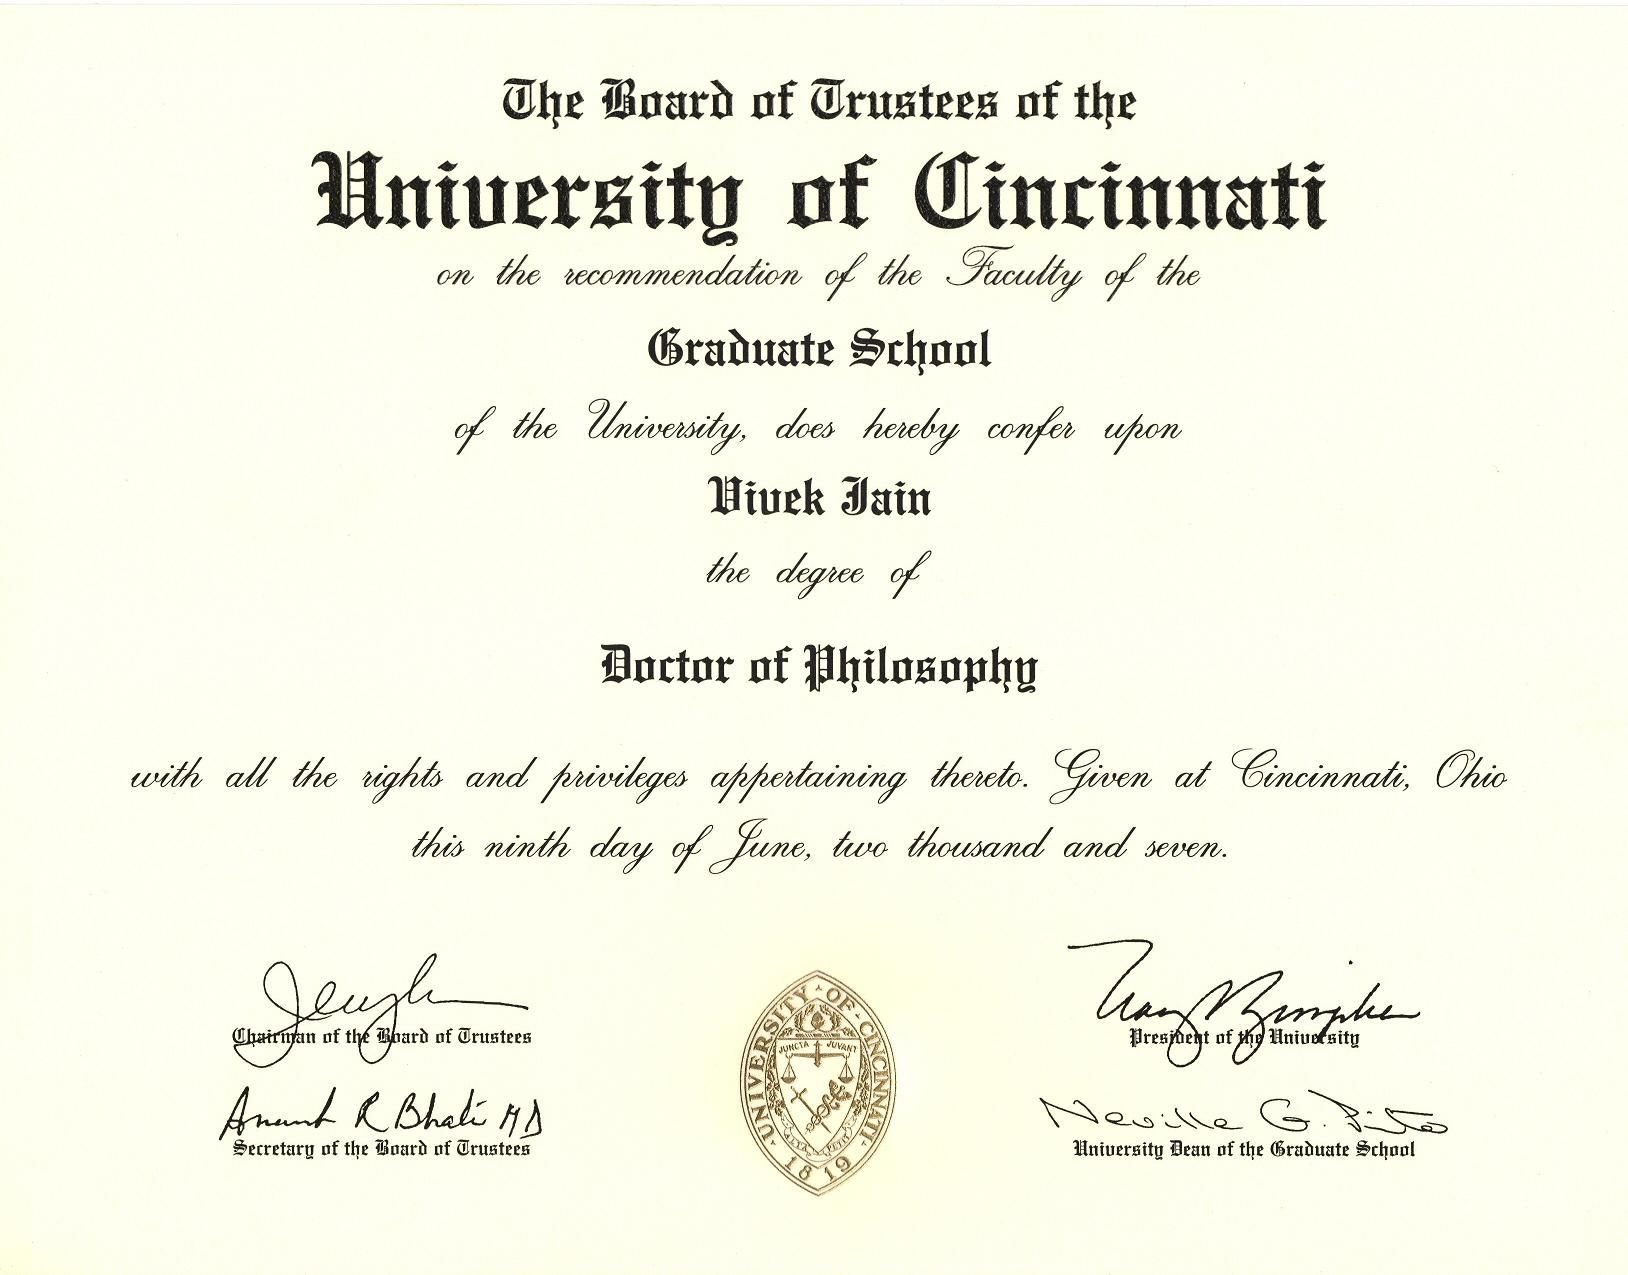 The Board of Trustees of the
University of Cincinnati
on the recommendation of the Faculty of the
Graduate School
of the University, does hereby confer upon
Vivek Jain
the degree of
Doctor of Philosophy
with all the rights and privileges appertaining thereto. Given at Cincinnati, Ohio
this ninth day of June, two thousand and seven.
Chairman of the Board of Trustees
President of the University
Anant R Bhati MD
Neville G. Pinto
Secretary of the Board of Trustees
University Dean of the Graduate School
UNIVERSITY OF CINCINNATI
JUNCTA JUVANT
ALTA PETIT
1819